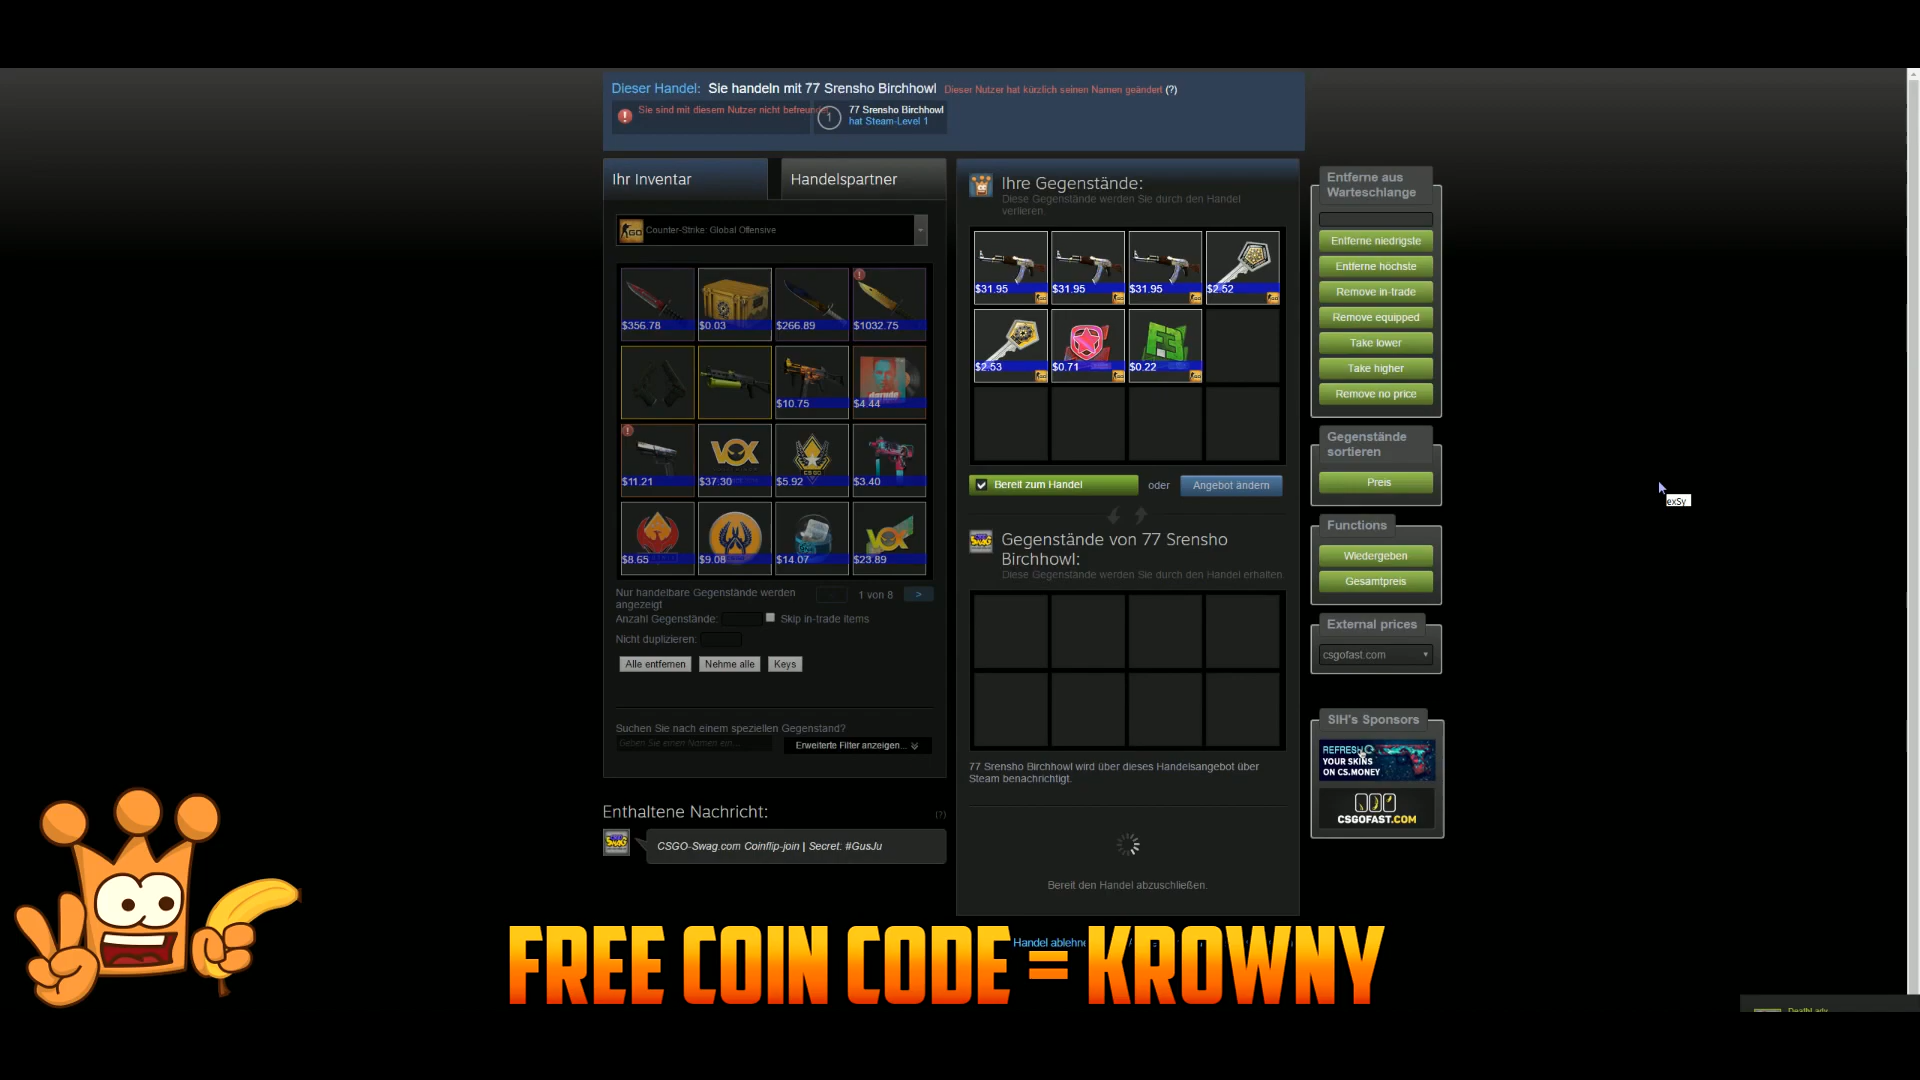 Dieser Handel: Sie handeln mit 77 Srensho Birchhowl Dieser Nutzer hat kürzlich seinen Namen geändert (?)
Sie sind mit diesem Nutzer nicht befreundet
77 Srensho Birchhowl
1
hat Steam-Level 1
Ihr Inventar
Handelspartner
Counter-Strike: Global Offensive
$356.78
$0.03
$266.89
$1032.75
$10.75
$4.44
$11.21
$37.30
$5.92
$3.40
$8.65
$9.08
$14.07
$23.89
Nur handelbare Gegenstände werden
angezeigt
1 von 8
>
Anzahl Gegenstände:
Skip in-trade items
Nicht duplizieren:
Alle entfernen
Nehme alle
Keys
Suchen Sie nach einem speziellen Gegenstand?
Geben Sie einen Namen ein...
Erweiterte Filter anzeigen...
Enthaltene Nachricht:
(?)
CSGO-Swag.com Coinflip-join | Secret: #GusJu
Ihre Gegenstände:
Diese Gegenstände werden Sie durch den Handel
verlieren
$31.95
$31.95
$31.95
$2.52
$2.53
$0.71
$0.22
Bereit zum Handel
oder
Angebot ändern
Gegenstände von 77 Srensho
Birchhowl:
Diese Gegenstände werden Sie durch den Handel erhalten
77 Srensho Birchhowl wird über dieses Handelsangebot über
Steam benachrichtigt.
Bereit den Handel abzuschließen.
Entferne aus
Warteschlange
Entferne niedrigste
Entferne höchste
Remove in-trade
Remove equipped
Take lower
Take higher
Remove no price
Gegenstände
sortieren
Preis
Functions
Wiedergeben
Gesamtpreis
External prices
csgofast.com
SIH's Sponsors
REFRESH
YOUR SKINS
ON CS.MONEY
CSGOFAST.COM
exSy
Handel ablehne
FREE COIN CODE = KROWNY
DeathLady